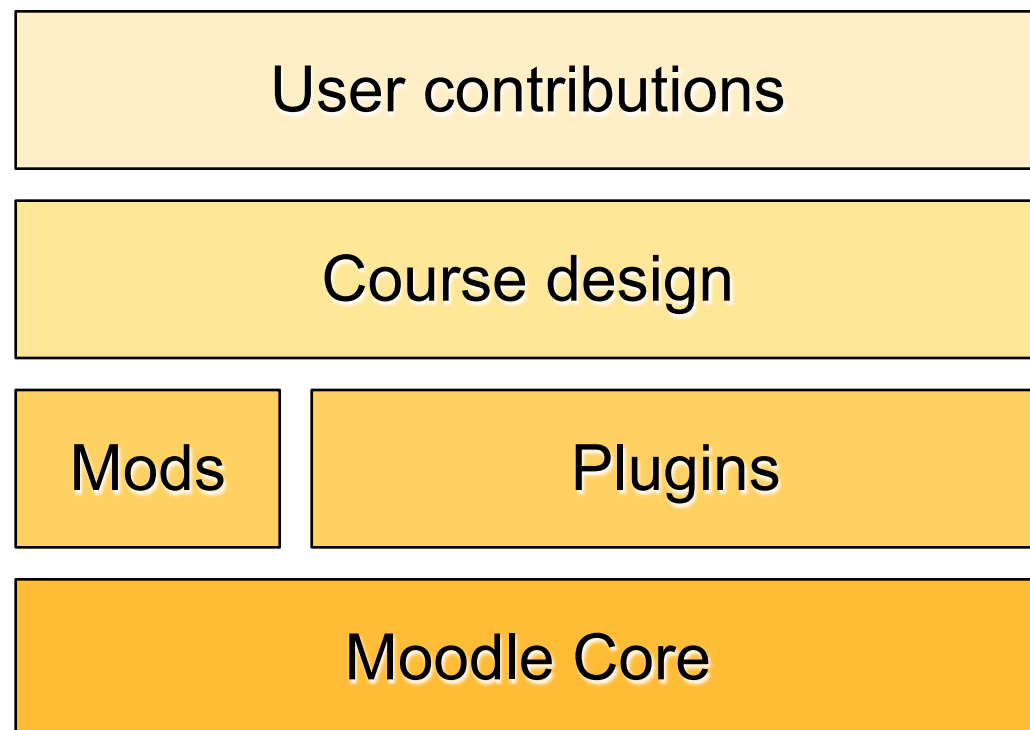 User contributions
Course design
Mods
Plugins
Moodle Core